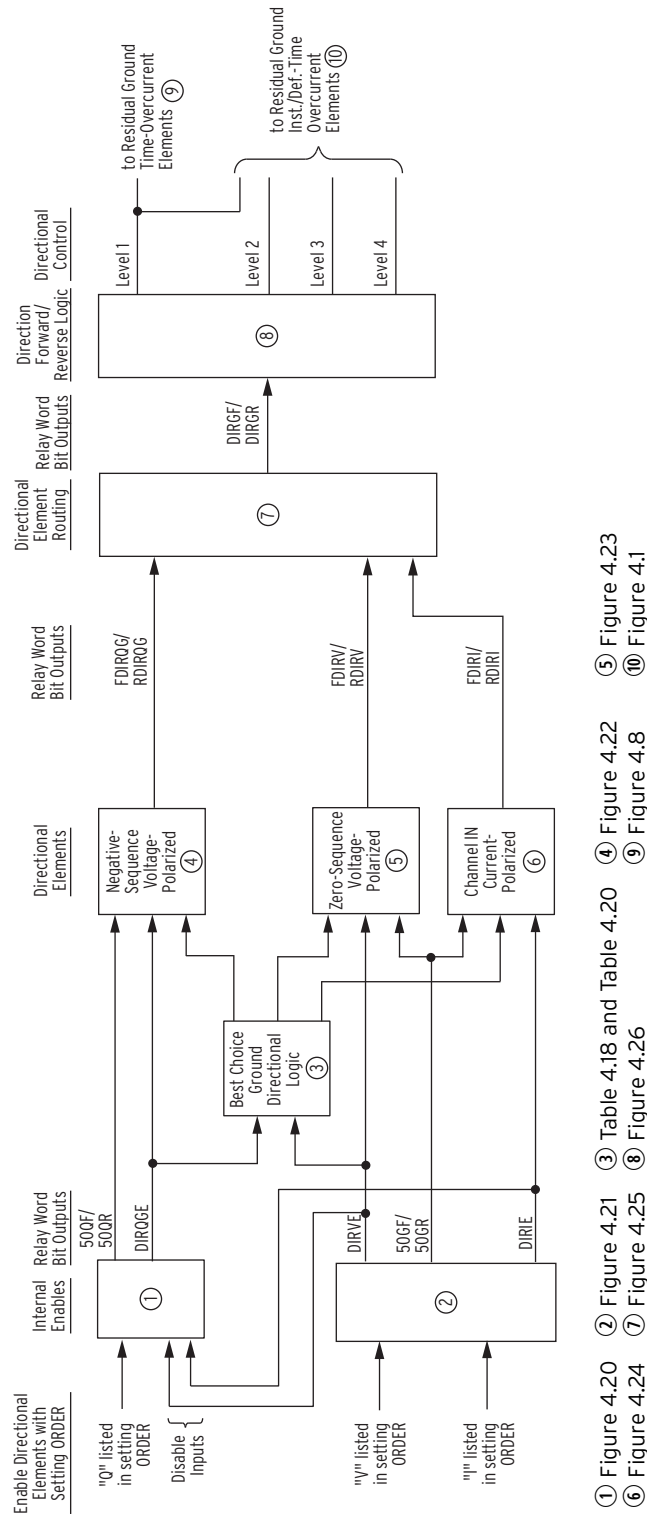 Enable Directional
Elements with
Setting ORDER
Internal
Enables
Relay Word
Bit Outputs
Directional
Elements
Relay Word
Bit Outputs
Directional
Element
Routing
Relay Word
Bit Outputs
Direction
Forward/
Reverse Logic
Directional
Control
"Q" listed
in setting
ORDER
Disable
Inputs
"V" listed
in setting
ORDER
"I" listed
in setting
ORDER
1
2
50QF/
50QR
DIRQGE
DIRVE
50GF/
50GR
DIRIE
Best Choice
Ground
Directional
Logic
3
Negative-
Sequence
Voltage-
Polarized
4
Zero-Sequence
Voltage-
Polarized
5
Channel IN
Current-
Polarized
6
FDIRQG/
RDIRQG
FDIRV/
RDIRV
FDIRI/
RDIRI
7
DIRGF/
DIRGR
8
Level 1
Level 2
Level 3
Level 4
to Residual Ground
Time-Overcurrent
Elements 9
to Residual Ground
Inst./Def.-Time
Overcurrent
Elements 10
1 Figure 4.20 2 Figure 4.21 3 Table 4.18 and Table 4.20 4 Figure 4.22 5 Figure 4.23
6 Figure 4.24 7 Figure 4.25 8 Figure 4.26 9 Figure 4.8 10 Figure 4.1